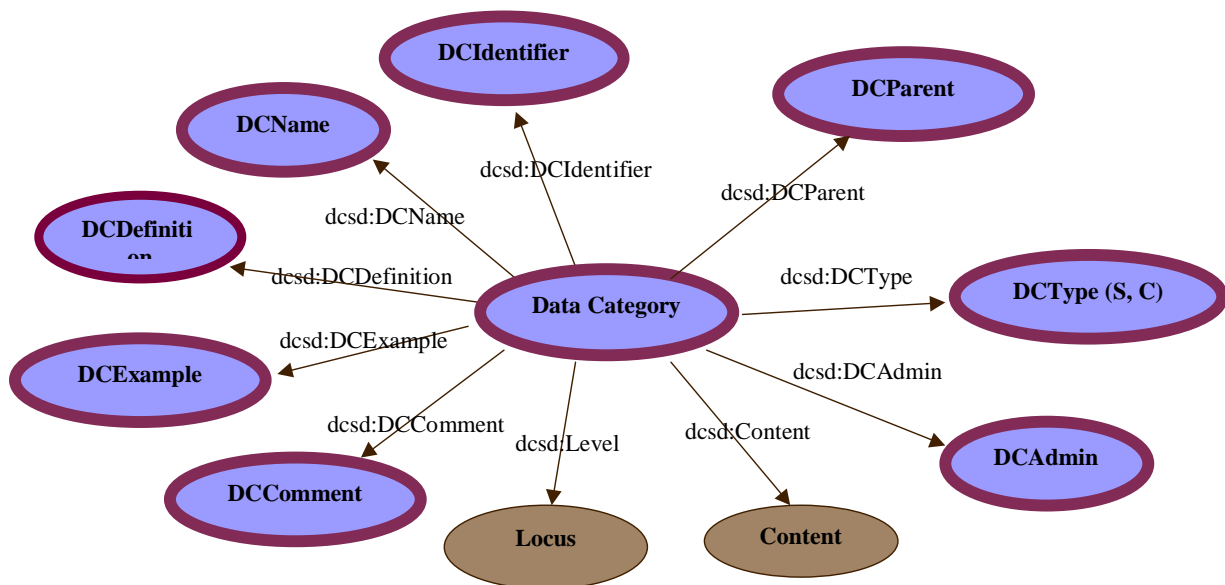 DCIdentifier
DCParent
DCName
dcsd:DCIdentifier
dcsd:DCParent
dcsd:DCName
DCDefiniti
on
dcsd:DCDefinition
dcsd:DCType
DCType (S, C)
Data Category
dcsd:DCExample
DCExample
dcsd:DCAdmin
dcsd:DCComment
dcsd:Level
dcsd:Content
DCAdmin
DCComment
Locus
Content